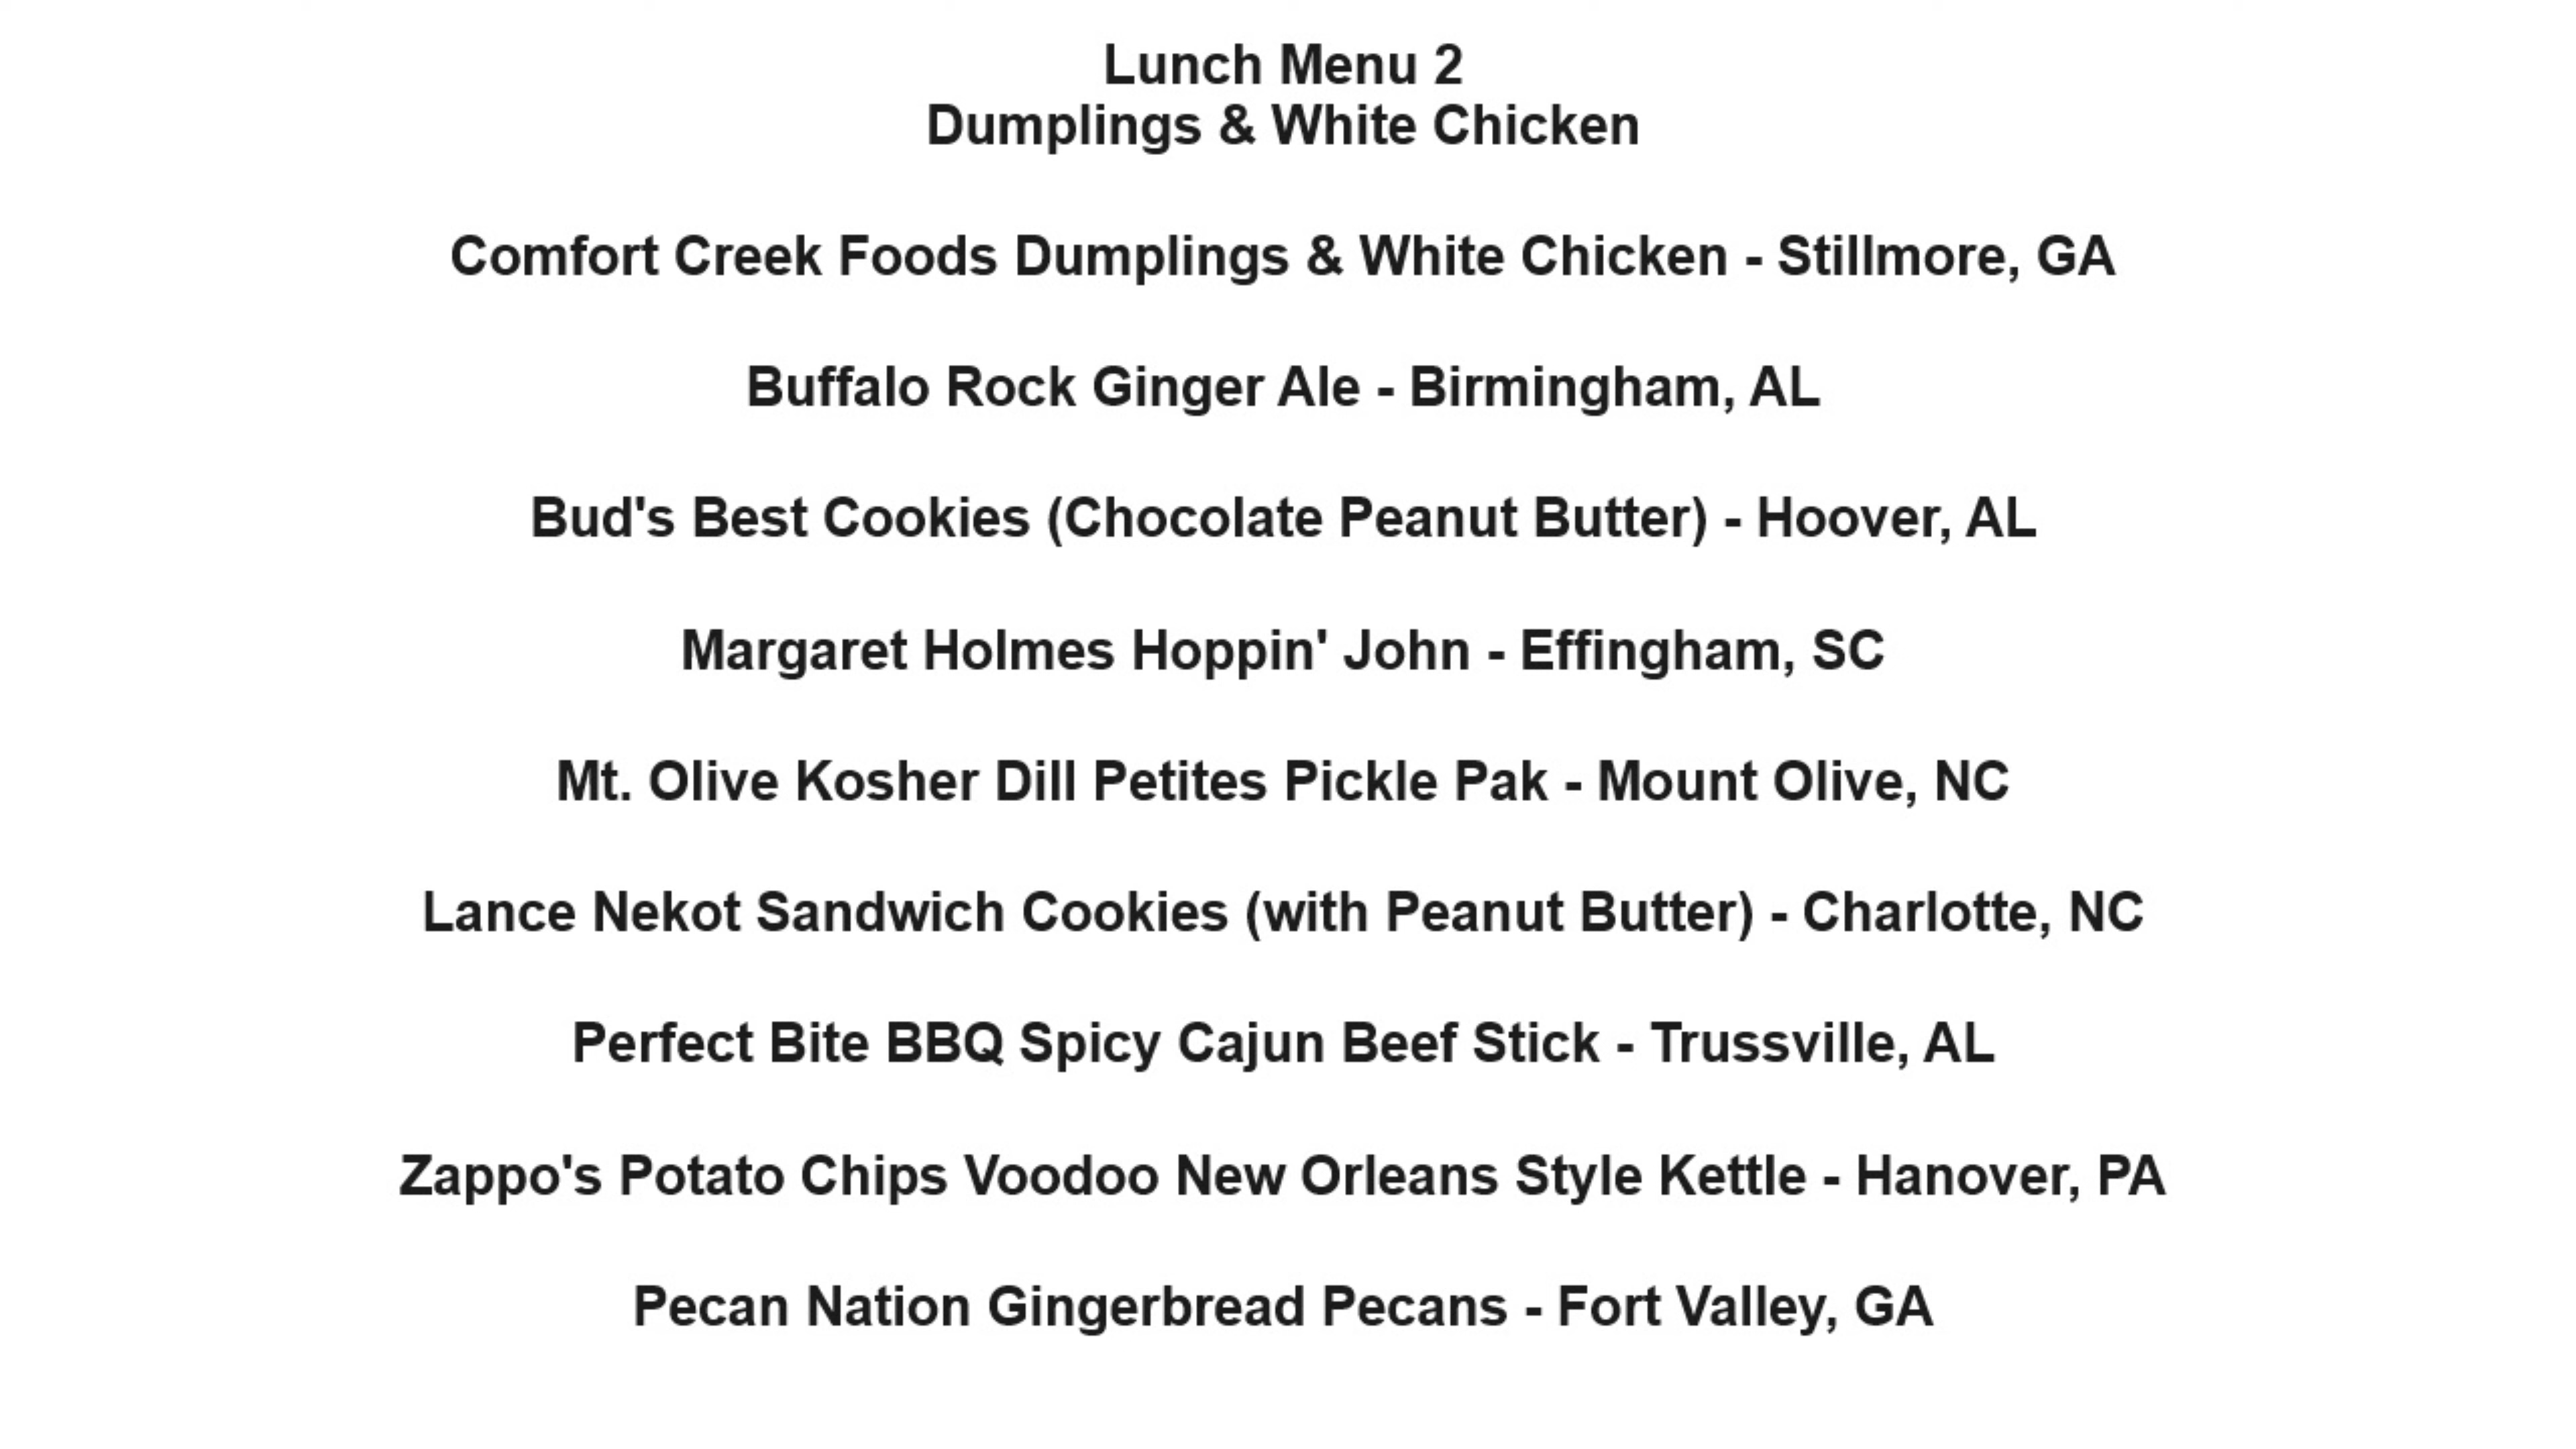 Lunch Menu 2
Dumplings & White Chicken
Comfort Creek Foods Dumplings & White Chicken - Stillmore, GA
Buffalo Rock Ginger Ale - Birmingham, AL
Bud's Best Cookies (Chocolate Peanut Butter) - Hoover, AL
Margaret Holmes Hoppin' John - Effingham, SC
Mt. Olive Kosher Dill Petites Pickle Pak - Mount Olive, NC
Lance Nekot Sandwich Cookies (with Peanut Butter) - Charlotte, NC
Perfect Bite BBQ Spicy Cajun Beef Stick - Trussville, AL
Zappo's Potato Chips Voodoo New Orleans Style Kettle - Hanover, PA
Pecan Nation Gingerbread Pecans - Fort Valley, GA